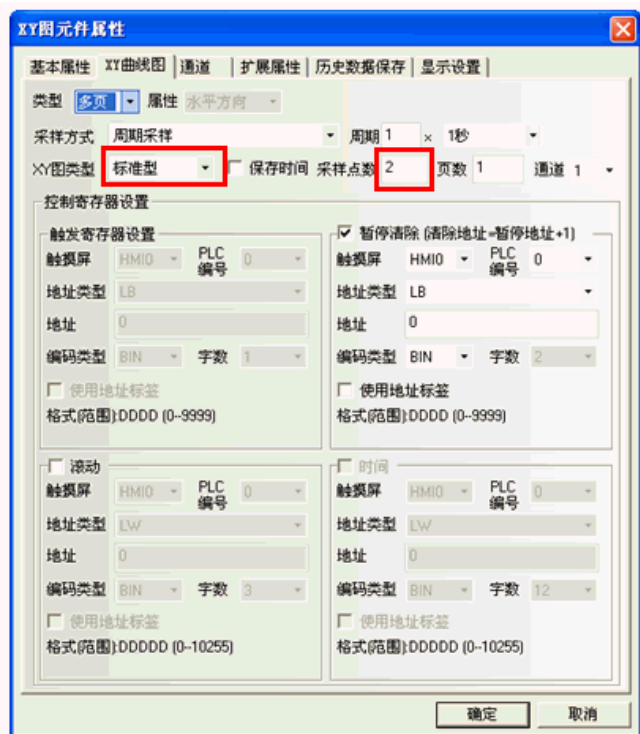 XY图元件属性
基本属性 XY曲线图 通道 扩展属性 历史数据保存 显示设置
类型 多页 属性 水平方向
采样方式 周期采样 周期 1 × 1秒
XY图类型 标准型 保存时间 采样点数 2 页数 1 通道 1
控制寄存器设置
触发寄存器设置
触摸屏 HMI0 PLC编号 0
地址类型 LB
地址 0
编码类型 BIN 字数 1
使用地址标签
格式(范围):DDDD (0--9999)
暂停清除 (清除地址=暂停地址+1)
触摸屏 HMI0 PLC编号 0
地址类型 LB
地址 0
编码类型 BIN 字数 2
使用地址标签
格式(范围):DDDD (0--9999)
滚动
触摸屏 HMI0 PLC编号 0
地址类型 LW
地址 0
编码类型 BIN 字数 3
使用地址标签
格式(范围):DDDDD (0--10255)
时间
触摸屏 HMI0 PLC编号 0
地址类型 LW
地址 0
编码类型 BIN 字数 12
使用地址标签
格式(范围):DDDDD (0--10255)
确定 取消